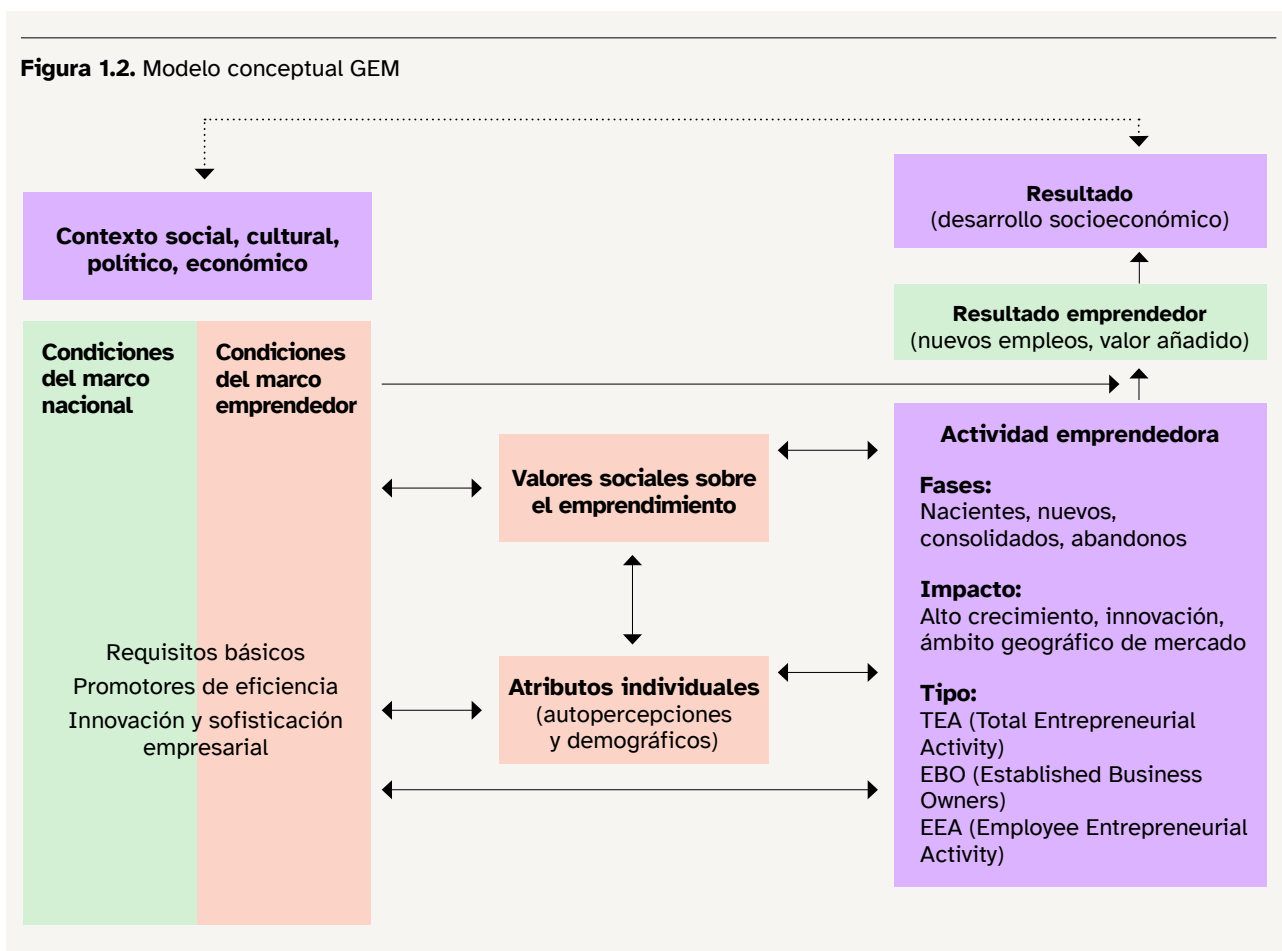 Figura 1.2. Modelo conceptual GEM
Contexto social, cultural,
político, económico
Resultado
(desarrollo socioeconómico)
Resultado emprendedor
(nuevos empleos, valor añadido)
Condiciones
del marco
nacional
Condiciones
del marco
emprendedor
Requisitos básicos
Promotores de eficiencia
Innovación y sofisticación
empresarial
Valores sociales sobre
el emprendimiento
Atributos individuales
(autopercepciones
y demográficos)
Actividad emprendedora
Fases:
Nacientes, nuevos,
consolidados, abandonos
Impacto:
Alto crecimiento, innovación,
ámbito geográfico de mercado
Tipo:
TEA (Total Entrepreneurial
Activity)
EBO (Established Business
Owners)
EEA (Employee Entrepreneurial
Activity)